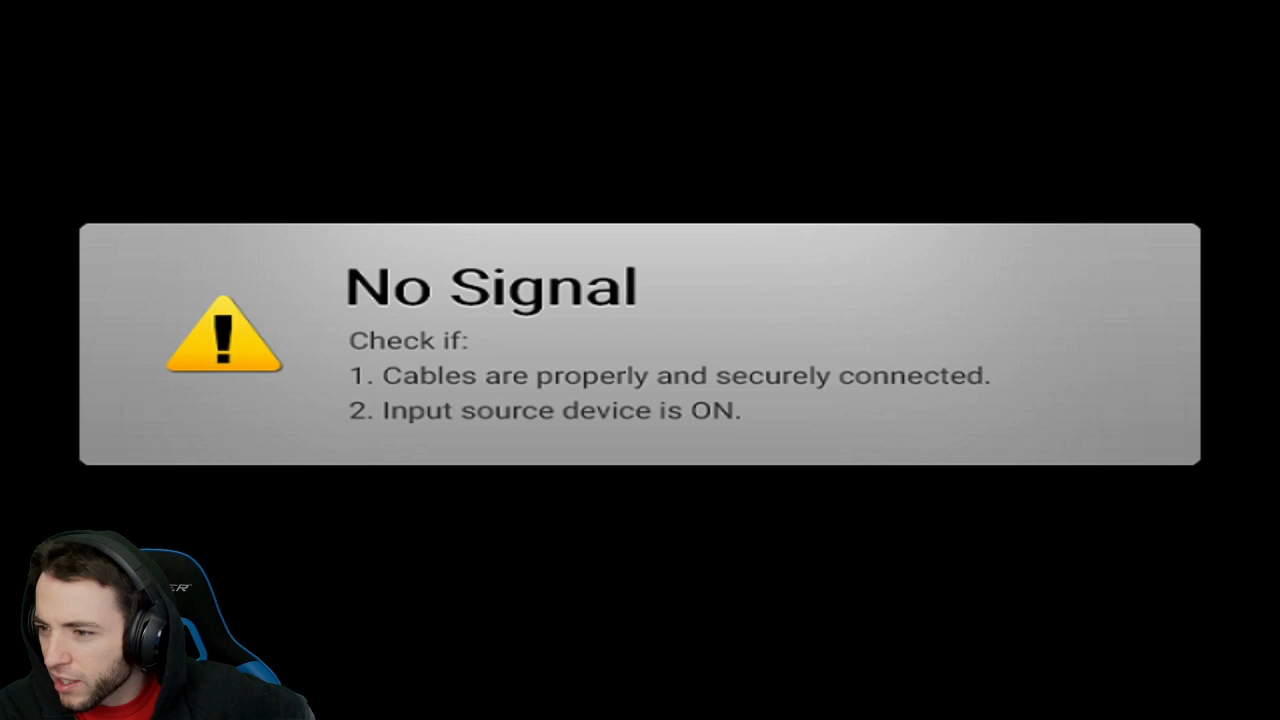 No Signal
Check if:
1. Cables are properly and securely connected.
2. Input source device is ON.